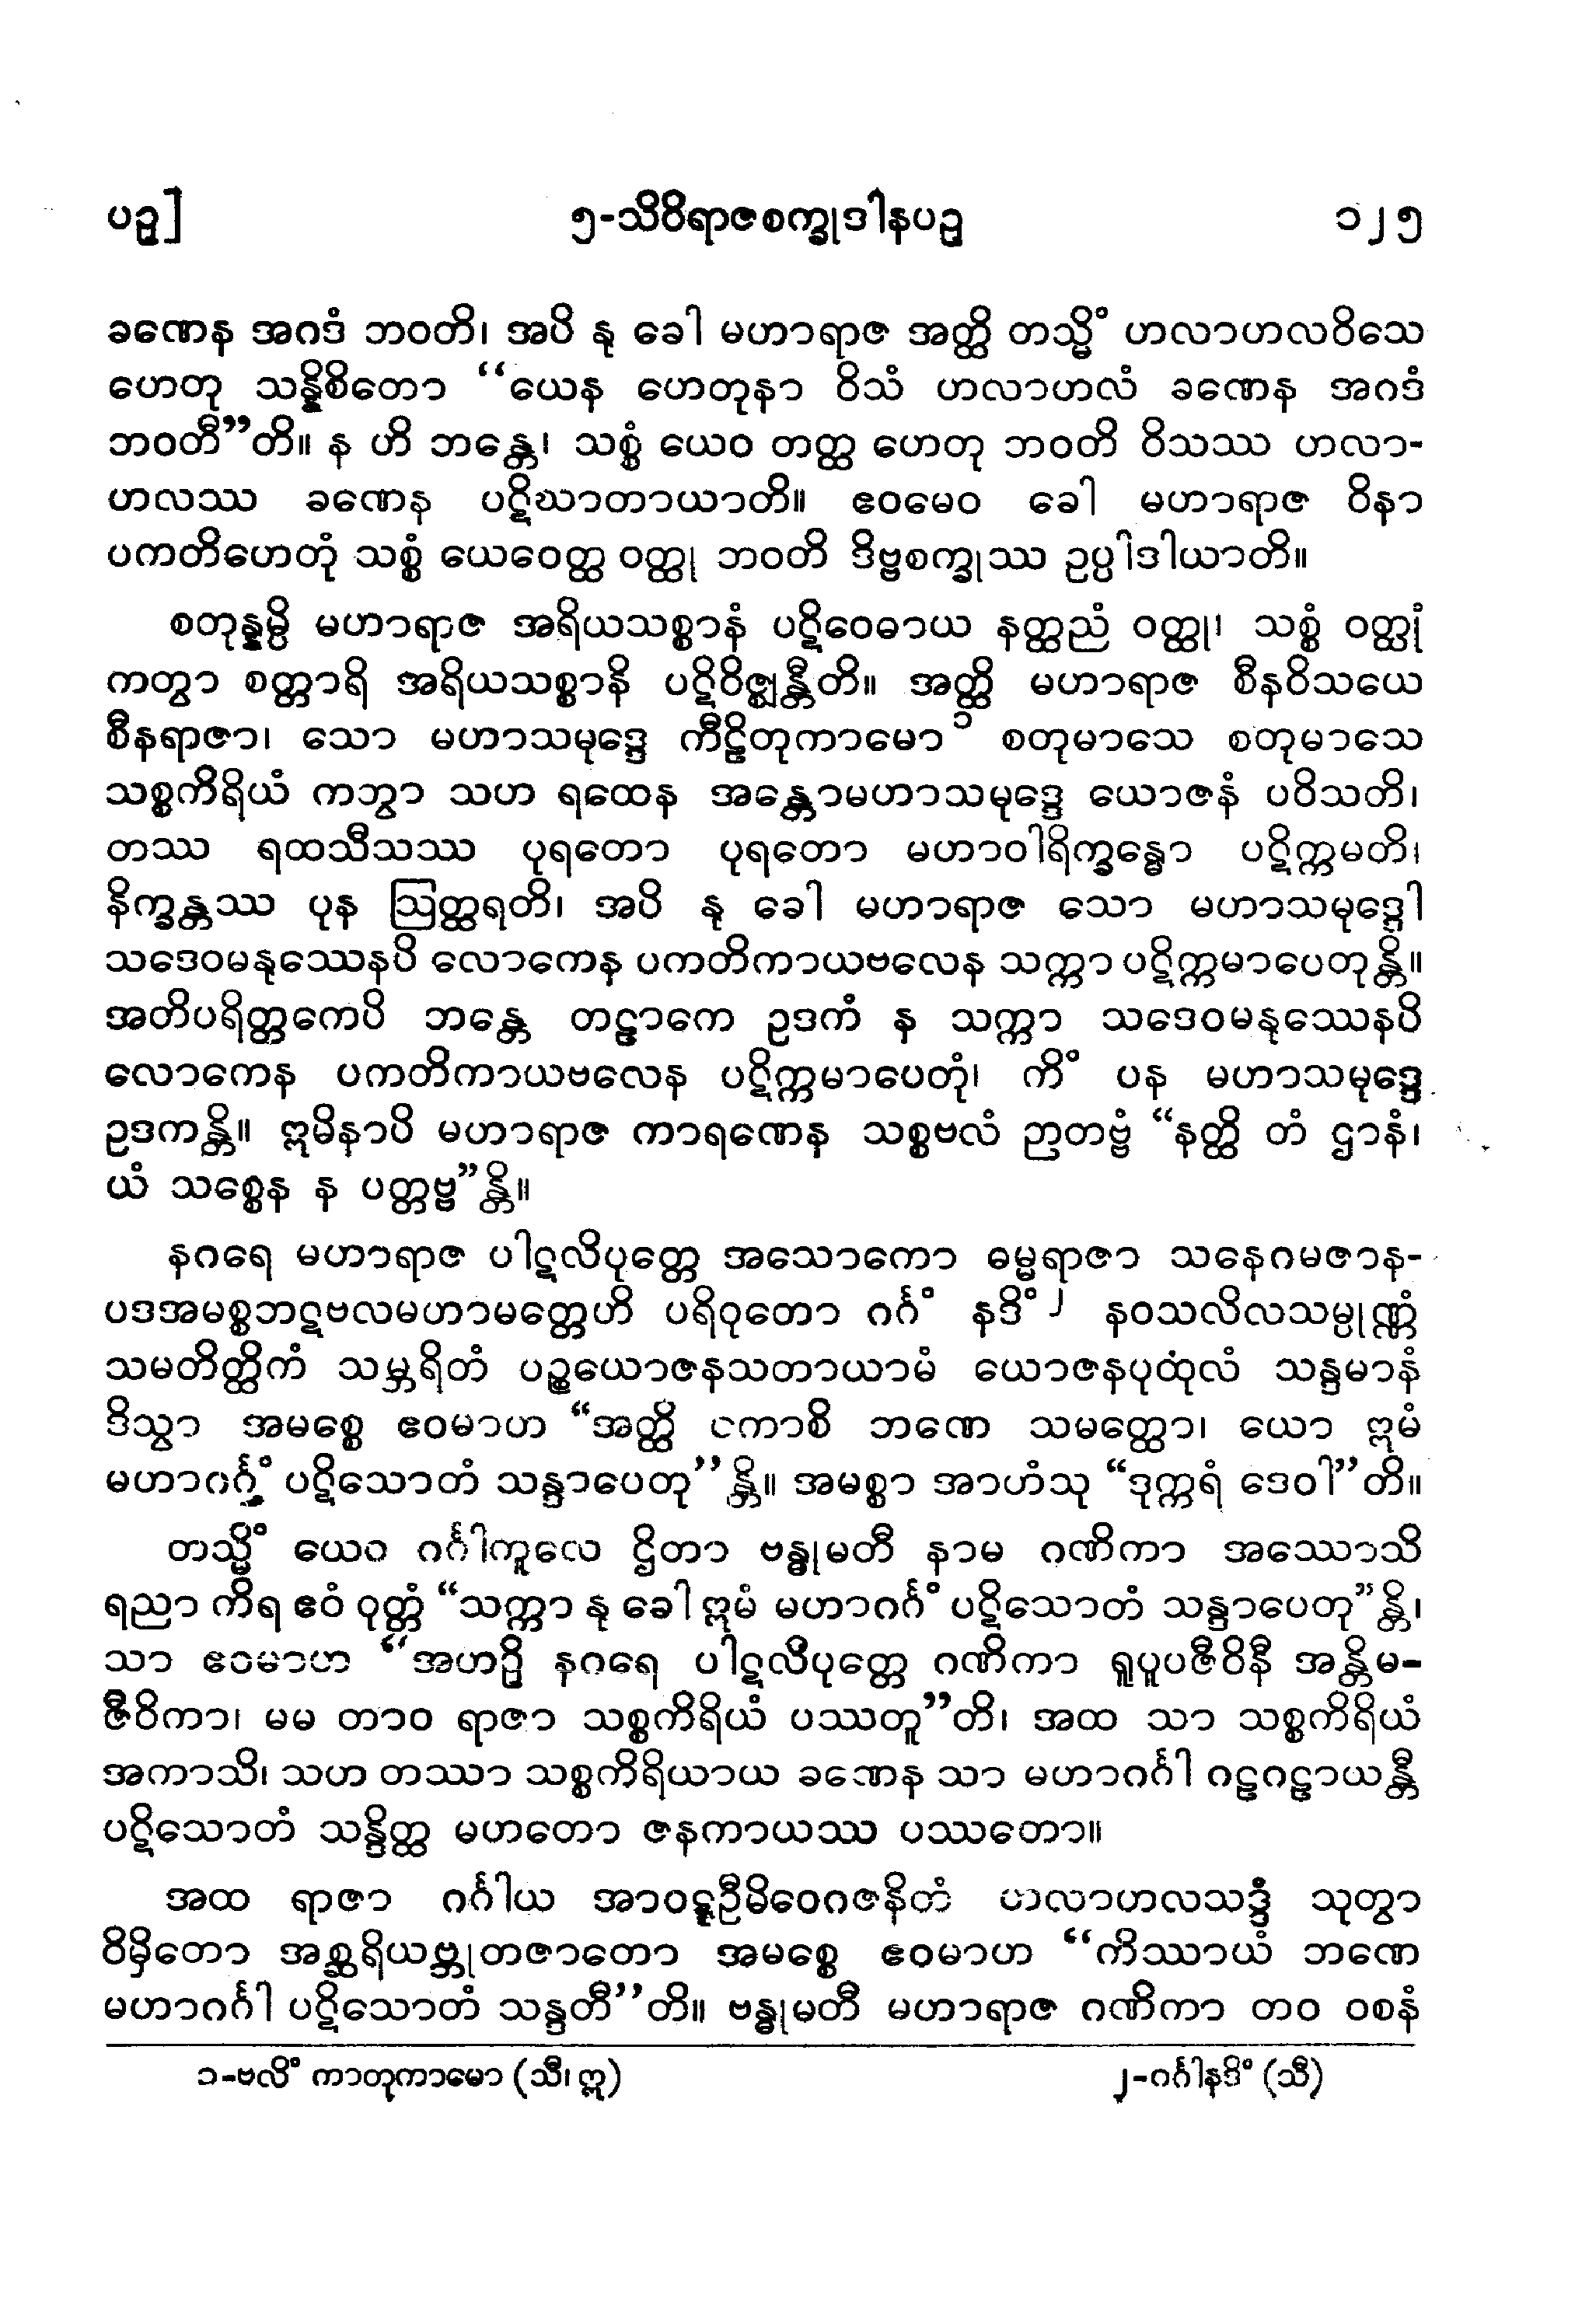 ပဥှ]
၅-သိဝိရာဇစက္ခုဒါနပဥှ
၁၂၅
ခဏေန အဂဒံ ဘဝတိ၊ အပိ နု ခေါ မဟာရာဇ အတ္ထိ တသ္မိံ ဟလာဟလဝိသေ
ဟေတု သန္နိစိတော “ယေန ဟေတုနာ ဝိသံ ဟလာဟလံ ခဏေန အဂဒံ
ဘဝတီ”တိ။ န ဟိ ဘန္တေ၊ သစ္စံ ယေဝ တတ္ထ ဟေတု ဘဝတိ ဝိသဿ ဟလာ-
ဟလဿ ခဏေန ပဋိဃာတာယာတိ။ ဧဝမေဝ ခေါ မဟာရာဇ ဝိနာ
ပကတိဟေတုံ သစ္စံ ယေဝေတ္ထ ဝတ္ထု ဘဝတိ ဒိဗ္ဗစက္ခုဿ ဥပ္ပါဒါယာတိ။
စတုန္နမ္ပိ မဟာရာဇ အရိယသစ္စာနံ ပဋိဝေဓာယ နတ္ထညံ ဝတ္ထု၊ သစ္စံ ဝတ္ထုံ
ကတွာ စတ္တာရိ အရိယသစ္စာနိ ပဋိဝိဇ္ဈန္တီတိ။ အတ္ထိ မဟာရာဇ စီနဝိသယေ
စီနရာဇာ၊ သော မဟာသမုဒ္ဒေ ကီဠိတုကာမော၁ စတုမာသေ စတုမာသေ
သစ္စကိရိယံ ကတွာ သဟ ရထေန အန္တောမဟာသမုဒ္ဒေ ယောဇနံ ပဝိသတိ၊
တဿ ရထသီသဿ ပုရတော ပုရတော မဟာဝါရိက္ခန္ဓော ပဋိက္ကမတိ၊
နိက္ခန္တဿ ပုန ဩတ္ထရတိ၊ အပိ နု ခေါ မဟာရာဇ သော မဟာသမုဒ္ဒေါ
သဒေဝမနုဿေနပိ လောကေန ပကတိကာယဗလေန သက္ကာ ပဋိက္ကမာပေတုန္တိ။
အတိပရိတ္တကေပိ ဘန္တေ တဠာကေ ဥဒကံ န သက္ကာ သဒေဝမနုဿေနပိ
လောကေန ပကတိကာယဗလေန ပဋိက္ကမာပေတုံ၊ ကိံ ပန မဟာသမုဒ္ဒေ
ဥဒကန္တိ။ ဣမိနာပိ မဟာရာဇ ကာရဏေန သစ္စဗလံ ဉာတဗ္ဗံ “နတ္ထိ တံ ဌာနံ၊
ယံ သစ္စေန န ပတ္တဗ္ဗ”န္တိ။
နဂရေ မဟာရာဇ ပါဋလိပုတ္တေ အသောကော ဓမ္မရာဇာ သနေဂမဇာန-
ပဒအမစ္စဘဋဗလမဟာမတ္တေဟိ ပရိဝုတော ဂင်္ဂံ နဒိံ၂ နဝသလိလသမ္ပုဏ္ဏံ
သမတိတ္ထိကံ သမ္ဘရိတံ ပဉ္စယောဇနသတာယာမံ ယောဇနပုထုံလံ သန္ဒမာနံ
ဒိသွာ အမစ္စေ ဧဝမာဟ “အတ္ထိ ကောစိ ဘဏေ သမတ္ထော၊ ယော ဣမံ
မဟာဂင်္ဂံ ပဋိသောတံ သန္ဒာပေတု”န္တိ။ အမစ္စာ အာဟံသု “ဒုက္ကရံ ဒေဝါ”တိ။
တသ္မိံ ယေဝ ဂင်္ဂါကူလေ ဌိတာ ဗန္ဓုမတီ နာမ ဂဏိကာ အဿောသိ
ရညာ ကိရ ဧဝံ ဝုတ္တံ “သက္ကာ နု ခေါ ဣမံ မဟာဂင်္ဂံ ပဋိသောတံ သန္ဒာပေတု”န္တိ၊
သာ ဧဝမာဟ “အဟဉှိ နဂရေ ပါဋလိပုတ္တေ ဂဏိကာ ရူပူပဇီဝိနီ အန္တိမ-
ဇီဝိကာ၊ မမ တာဝ ရာဇာ သစ္စကိရိယံ ပဿတူ”တိ၊ အထ သာ သစ္စကိရိယံ
အကာသိ၊ သဟ တဿာ သစ္စကိရိယာယ ခဏေန သာ မဟာဂင်္ဂါ ဂဠဂဠာယန္တီ
ပဋိသောတံ သန္ဒိတ္ထ မဟတော ဇနကာယဿ ပဿတော။
အထ ရာဇာ ဂင်္ဂါယ အာဝဋ္ဋဦမိဝေဂဇနိတံ ဟလာဟလသဒ္ဒံ သုတွာ
ဝိမှိတော အစ္ဆရိယဗ္ဘုတဇာတော အမစ္စေ ဧဝမာဟ “ကိဿာယံ ဘဏေ
မဟာဂင်္ဂါ ပဋိသောတံ သန္ဒတီ”တိ။ ဗန္ဓုမတီ မဟာရာဇ ဂဏိကာ တဝ ဝစနံ
၁-ဗလိံ ကာတုကာမော (သီ၊ ဣ)
၂-ဂင်္ဂါနဒိံ (သီ)